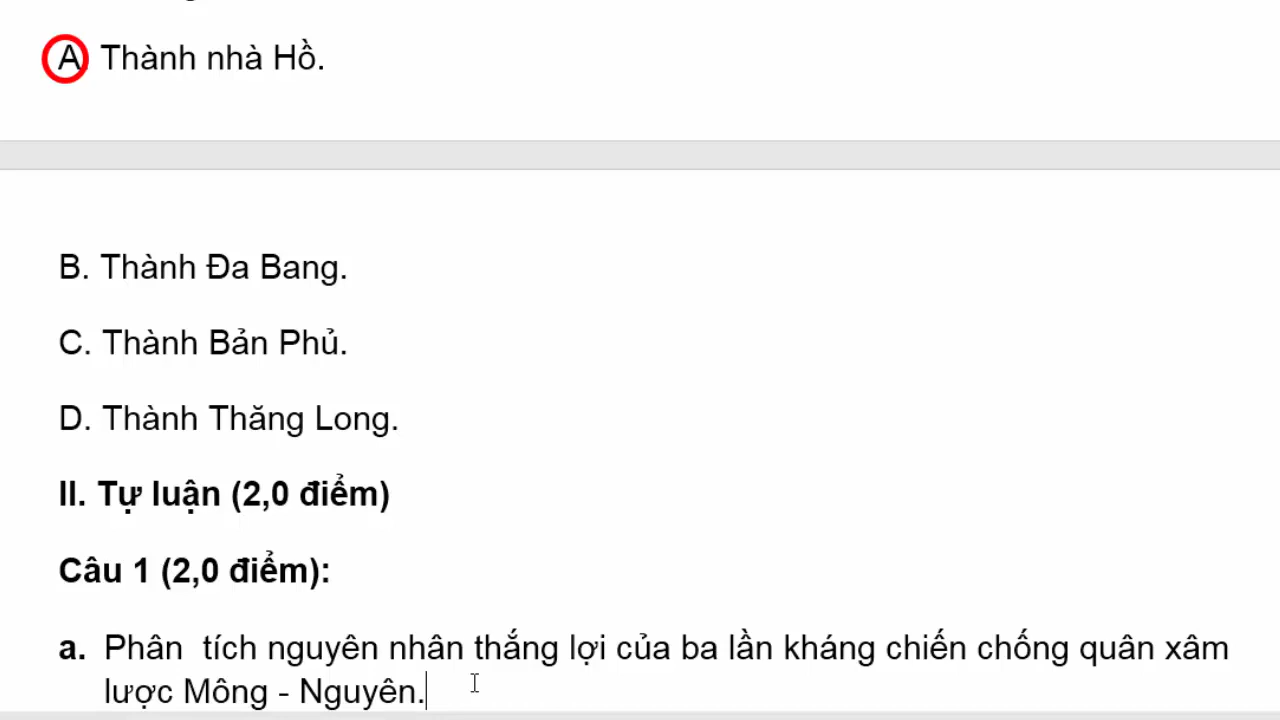 A Thành nhà Hồ.
B. Thành Đa Bang.
C. Thành Bản Phủ.
D. Thành Thăng Long.
II. Tự luận (2,0 điểm)
Câu 1 (2,0 điểm):
a. Phân tích nguyên nhân thắng lợi của ba lần kháng chiến chống quân xâm
lược Mông - Nguyên.